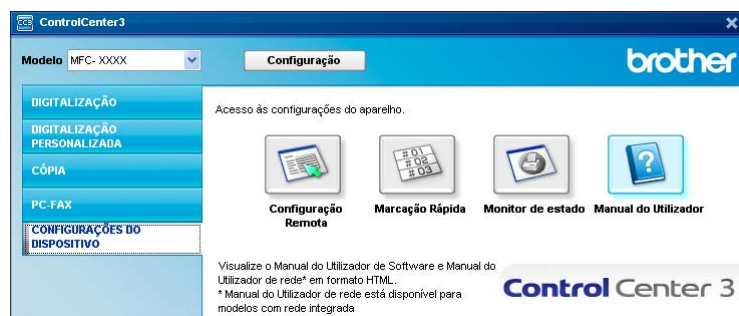 ControlCenter3
Modelo MFC- XXXX Configuração
brother
DIGITALIZAÇÃO
DIGITALIZAÇÃO
PERSONALIZADA
CÓPIA
PC-FAX
CONFIGURAÇÕES DO
DISPOSITIVO
Acesso às configurações do aparelho.
#01
#02
#03
Configuração
Remota
Marcação Rápida
Monitor de estado
Manual do Utilizador
Visualize o Manual do Utilizador de Software e Manual do
Utilizador de rede* em formato
HTML.
* Manual do Utilizador de rede está disponível para
modelos com rede integrada
Control Center 3